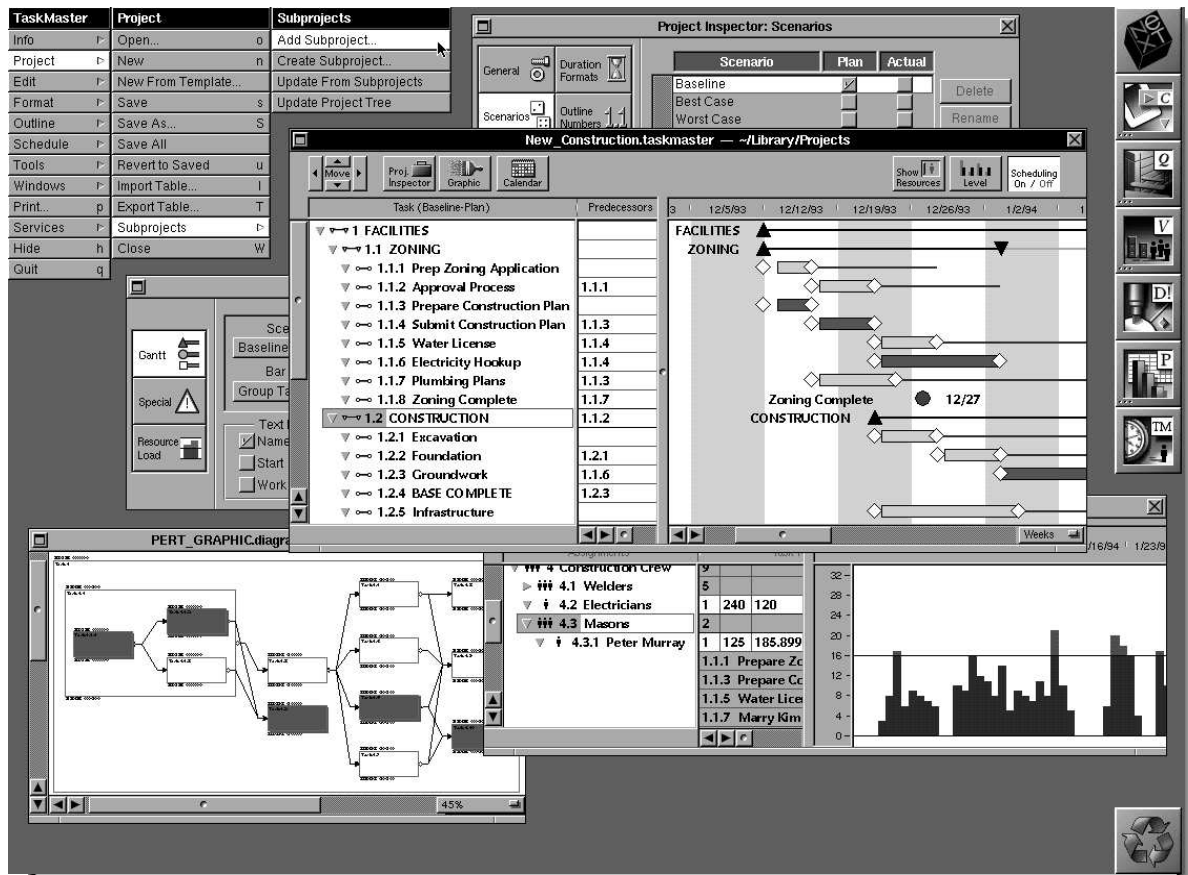 TaskMaster
Info
Project
Edit
Format
Outline
Schedule
Tools
Windows
Print... p
Services
Hide h
Quit q
Project
Open... o
New n
New From Template...
Save s
Save As... S
Save All
Revert to Saved u
Import Table... I
Export Table... T
Subprojects
Close W
Subprojects
Add Subproject...
Create Subproject...
Update From Subprojects
Update Project Tree
Project Inspector: Scenarios
General
Duration Formats
Scenarios
Outline Numbers
Scenario Plan Actual
Baseline
Best Case
Worst Case
Delete
Rename
New_Construction.taskmaster — ~/Library/Projects
Move
Proj. Inspector
Graphic
Calendar
Show Resources
Level
Scheduling On / Off
Task (Baseline-Plan) Predecessors
3 12/5/93 12/12/93 12/19/93 12/26/93 1/2/94 1
1 FACILITIES
1.1 ZONING
1.1.1 Prep Zoning Application
1.1.2 Approval Process 1.1.1
1.1.3 Prepare Construction Plan
1.1.4 Submit Construction Plan 1.1.3
1.1.5 Water License 1.1.4
1.1.6 Electricity Hookup 1.1.4
1.1.7 Plumbing Plans 1.1.3
1.1.8 Zoning Complete 1.1.7
1.2 CONSTRUCTION 1.1.2
1.2.1 Excavation
1.2.2 Foundation 1.2.1
1.2.3 Groundwork 1.1.6
1.2.4 BASE COMPLETE 1.2.3
1.2.5 Infrastructure
FACILITIES
ZONING
Zoning Complete 12/27
CONSTRUCTION
Weeks
Gantt
Special
Resource Load
Sce
Baseline
Bar
Group Ta
Text
Name
Start
Work
PERT_GRAPHIC.diagra
45%
Assignments
4 Construction Crew 9
4.1 Welders 5
4.2 Electricians 1 240 120
4.3 Masons 2
4.3.1 Peter Murray 1 125 185.899
1.1.1 Prepare Zc
1.1.3 Prepare Cc
1.1.5 Water Lice
1.1.7 Marry Kim
/16/94 1/23/9
32
28
24
20
16
12
8
4
0
NeXT
C
Q
V
D!
P
TM